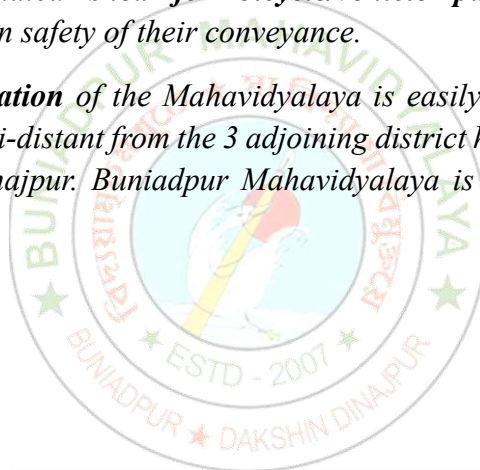 n safety of their conveyance.
ation of the Mahavidyalaya is easily
i-distant from the 3 adjoining district h
najpur. Buniadpur Mahavidyalaya is
BUNIADPUR MAHAVIDYALAYA
ESTD - 2007
BUNIADPUR ★ DAKSHIN DINAJPUR